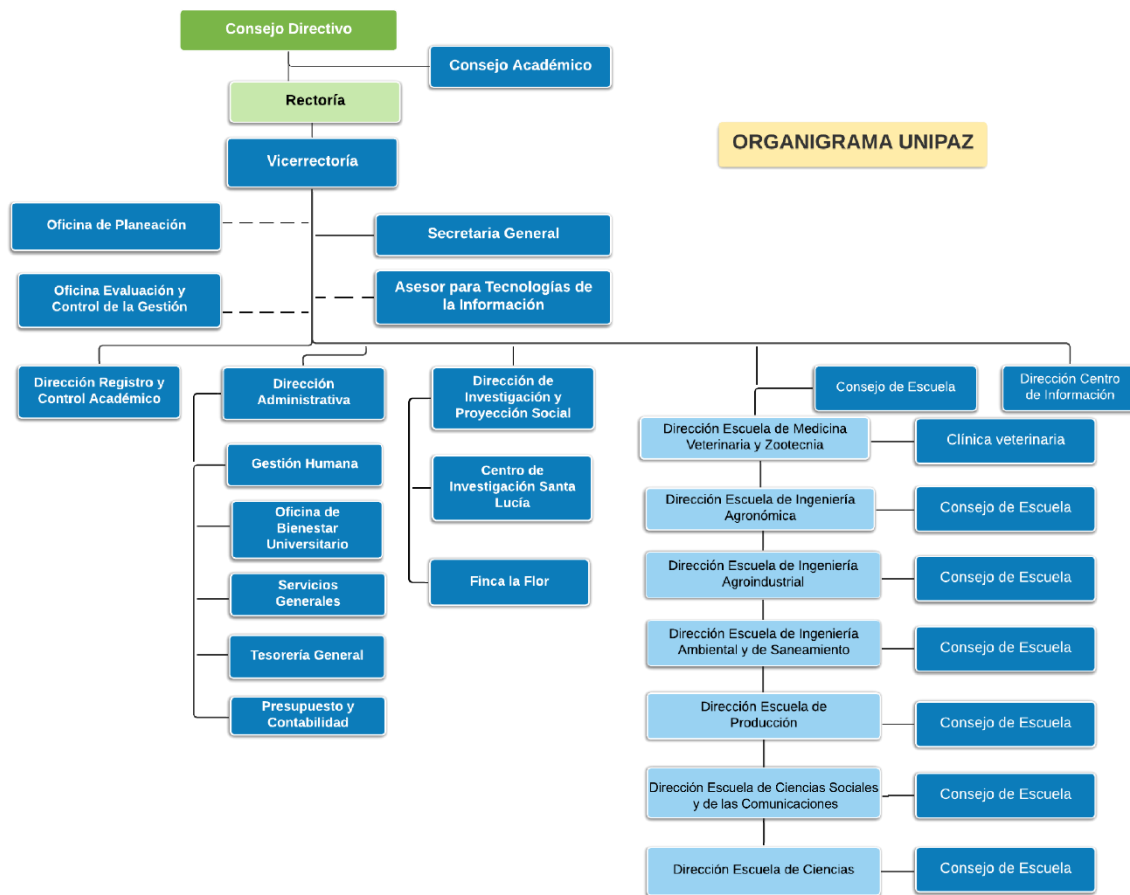 Consejo Directivo
Consejo Académico
Rectoría
ORGANIGRAMA UNIPAZ
Vicerrectoría
Oficina de Planeación
Secretaria General
Oficina Evaluación y
Control de la Gestión
Asesor para Tecnologías de
la Información
Dirección Registro y
Control Académico
Dirección
Administrativa
Gestión Humana
Oficina de
Bienestar
Universitario
Servicios
Generales
Tesorería General
Presupuesto y
Contabilidad
Dirección de
Investigación y
Proyección Social
Centro de
Investigación Santa
Lucía
Finca la Flor
Consejo de Escuela
Dirección Centro
de Información
Dirección Escuela de Medicina
Veterinaria y Zootecnia
Clínica veterinaria
Dirección Escuela de Ingeniería
Agronómica
Consejo de Escuela
Dirección Escuela de Ingeniería
Agroindustrial
Consejo de Escuela
Dirección Escuela de Ingeniería
Ambiental y de Saneamiento
Consejo de Escuela
Dirección Escuela de
Producción
Consejo de Escuela
Dirección Escuela de Ciencias Sociales
y de las Comunicaciones
Consejo de Escuela
Dirección Escuela de Ciencias
Consejo de Escuela